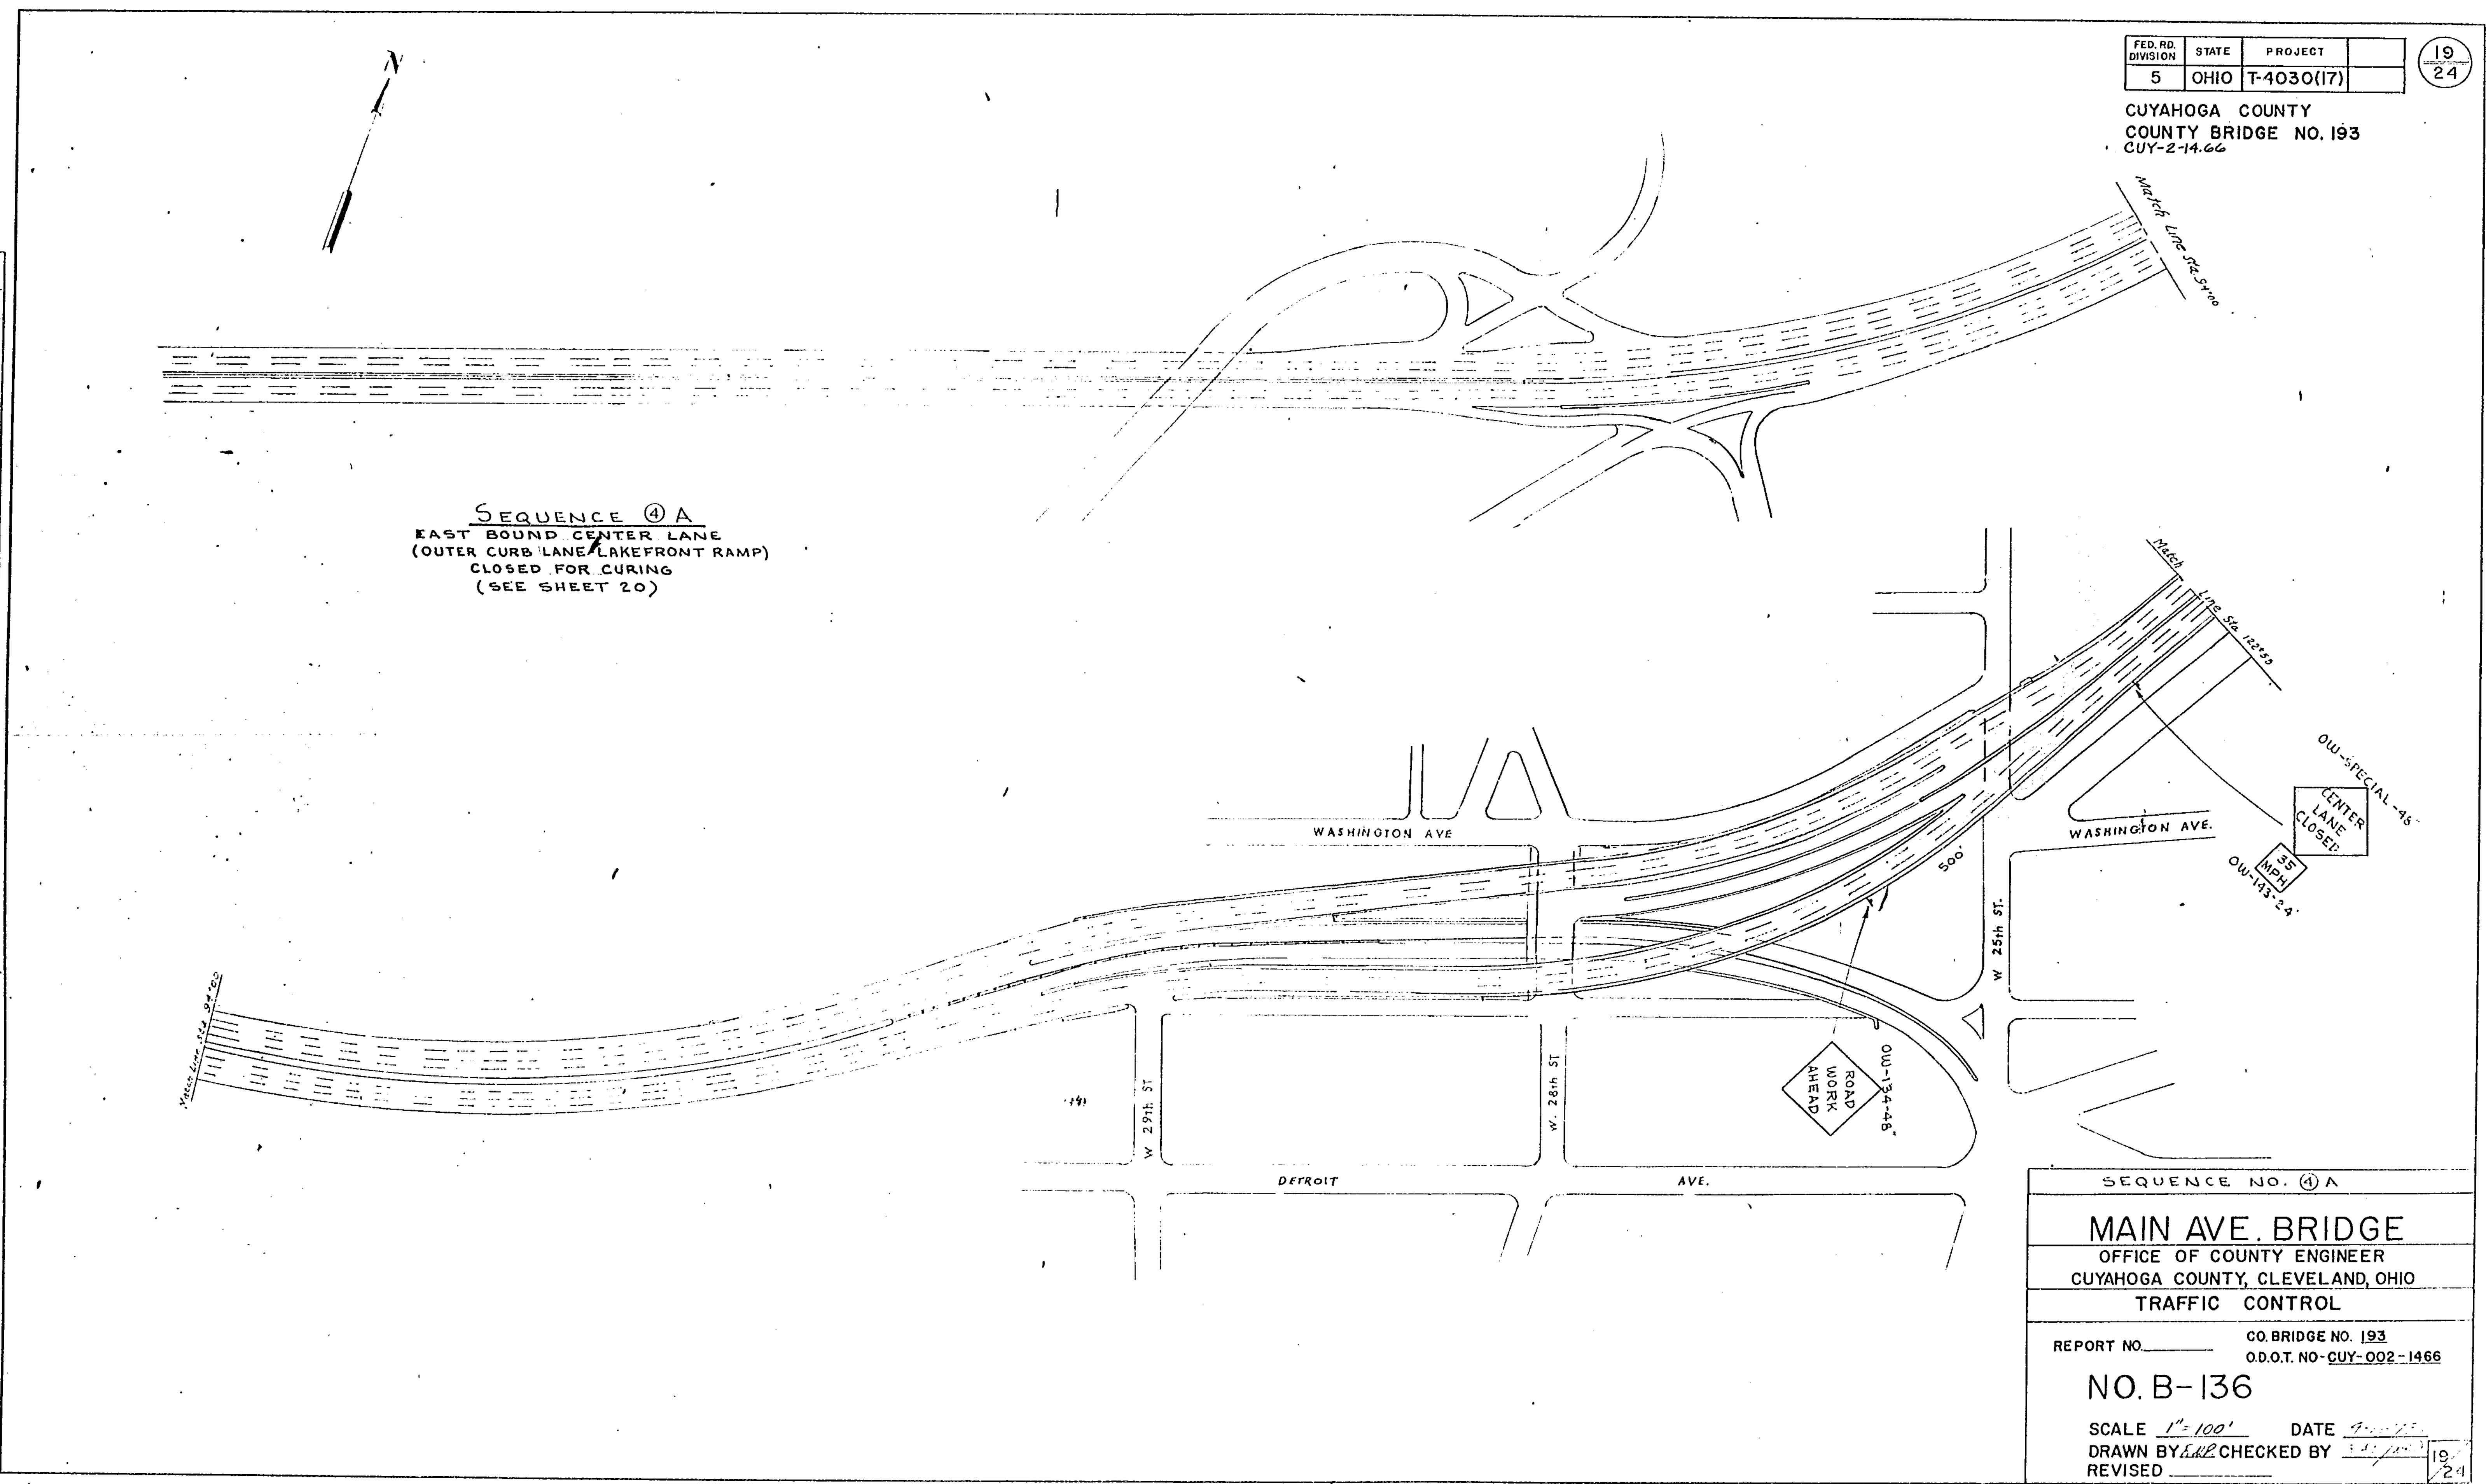 FED. RD. DIVISION STATE PROJECT
5 OHIO T-4030(17)
19
24
CUYAHOGA COUNTY
COUNTY BRIDGE NO. 193
CUY-2-14.66
N
Match Line Sta. 94+00
SEQUENCE ④ A
EAST BOUND CENTER LANE
(OUTER CURB LANE LAKEFRONT RAMP)
CLOSED FOR CURING
(SEE SHEET 20)
Match Line Sta 122+50
OW-SPECIAL-48"
CENTER
LANE
CLOSED
35
MPH
OW-143-24"
WASHINGTON AVE
WASHINGTON AVE.
500'
W 25th ST.
Match Line Sta 94+00
OW-134-48"
ROAD
WORK
AHEAD
W 29th ST
W. 28th ST
DETROIT AVE.
SEQUENCE NO. ④ A
MAIN AVE. BRIDGE
OFFICE OF COUNTY ENGINEER
CUYAHOGA COUNTY, CLEVELAND, OHIO
TRAFFIC CONTROL
REPORT NO.
CO. BRIDGE NO. 193
O.D.O.T. NO-CUY-002-1466
NO. B-136
SCALE 1"=100' DATE
DRAWN BY CHECKED BY
REVISED
19
24